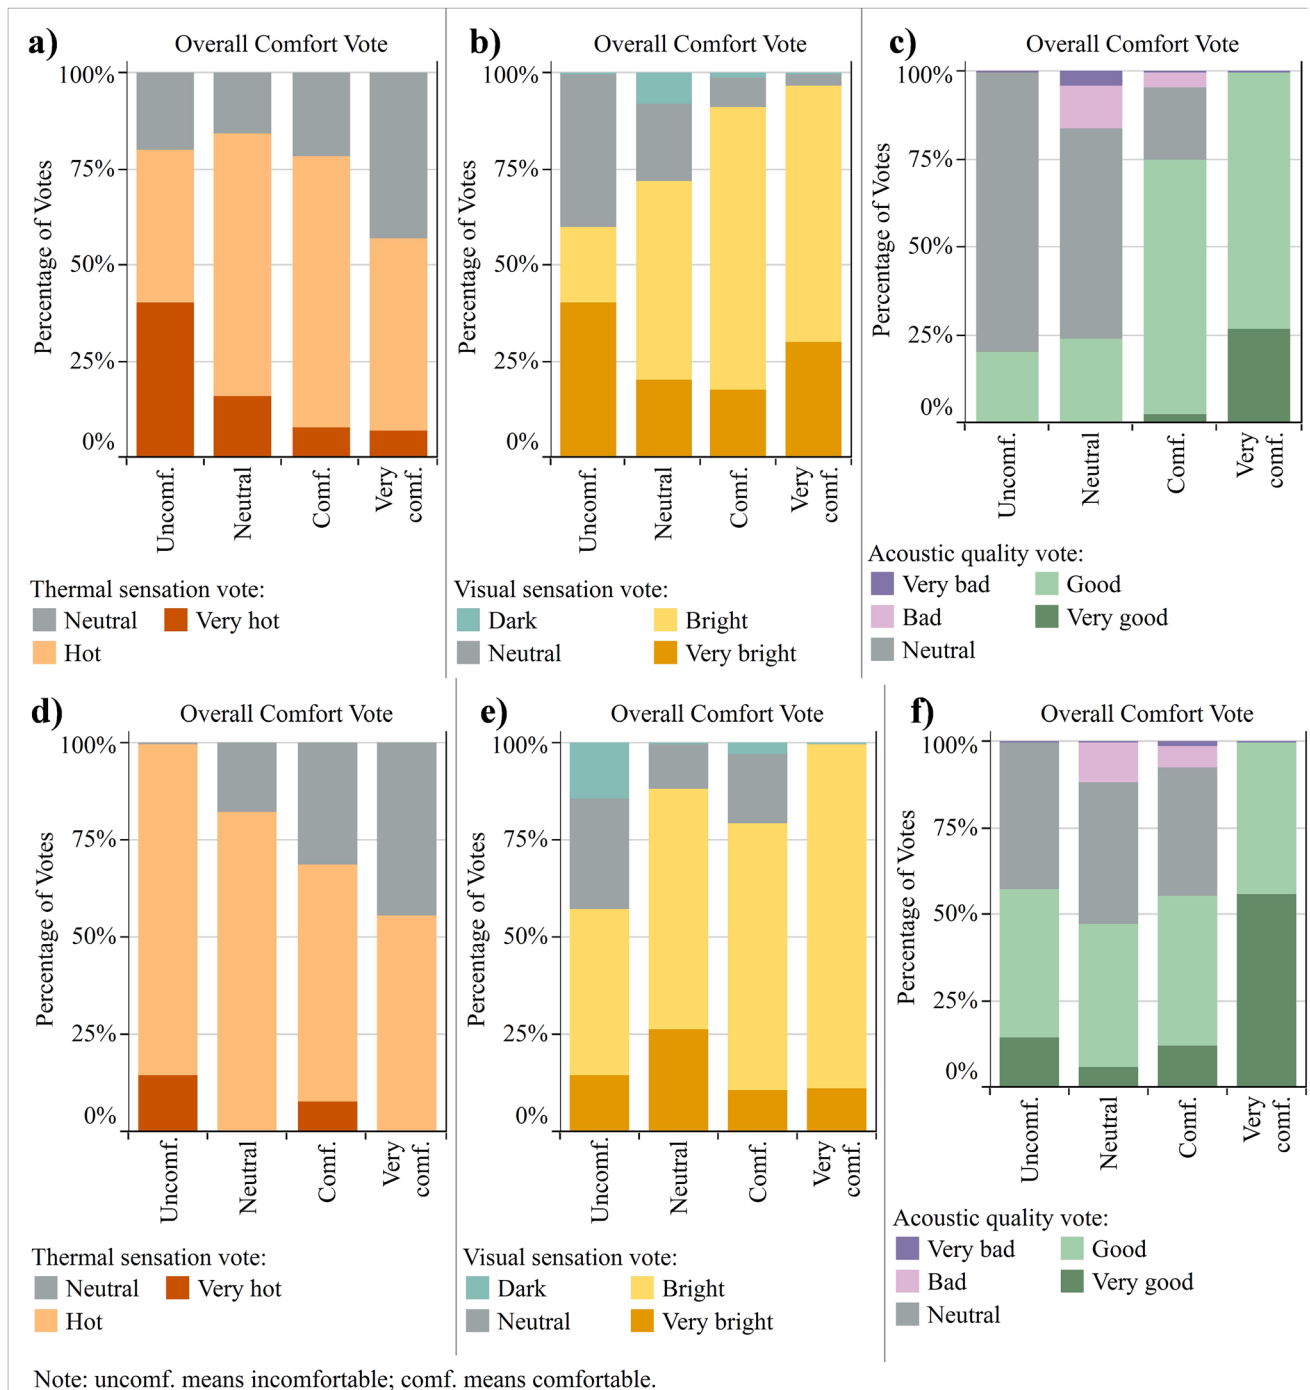 a)
Overall Comfort Vote
Percentage of Votes
100%
75%
50%
25%
0%
Uncomf.
Neutral
Comf.
Very
comf.
Thermal sensation vote:
Neutral
Very hot
Hot
b)
Overall Comfort Vote
Percentage of Votes
100%
75%
50%
25%
0%
Uncomf.
Neutral
Comf.
Very
comf.
Visual sensation vote:
Dark
Bright
Neutral
Very bright
c)
Overall Comfort Vote
Percentage of Votes
100%
75%
50%
25%
0%
Uncomf.
Neutral
Comf.
Very
comf.
Acoustic quality vote:
Very bad
Good
Bad
Very good
Neutral
d)
Overall Comfort Vote
Percentage of Votes
100%
75%
50%
25%
0%
Uncomf.
Neutral
Comf.
Very
comf.
Thermal sensation vote:
Neutral
Very hot
Hot
e)
Overall Comfort Vote
Percentage of Votes
100%
75%
50%
25%
0%
Uncomf.
Neutral
Comf.
Very
comf.
Visual sensation vote:
Dark
Bright
Neutral
Very bright
f)
Overall Comfort Vote
Percentage of Votes
100%
75%
50%
25%
0%
Uncomf.
Neutral
Comf.
Very
comf.
Acoustic quality vote:
Very bad
Good
Bad
Very good
Neutral
Note: uncomf. means incomfortable; comf. means comfortable.